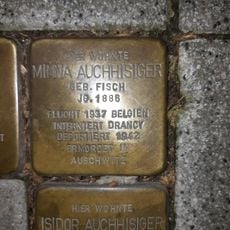 HIER WOHNTE
MINNA AUCHHISIGER
GEB. FISCH
JG. 1886
FLUCHT 1937 BELGIEN
INTERNIERT DRANCY
DEPORTIERT 1942
ERMORDET IN
AUSCHWITZ
HIER WOHNTE
ISIDOR AUCHHISIGER